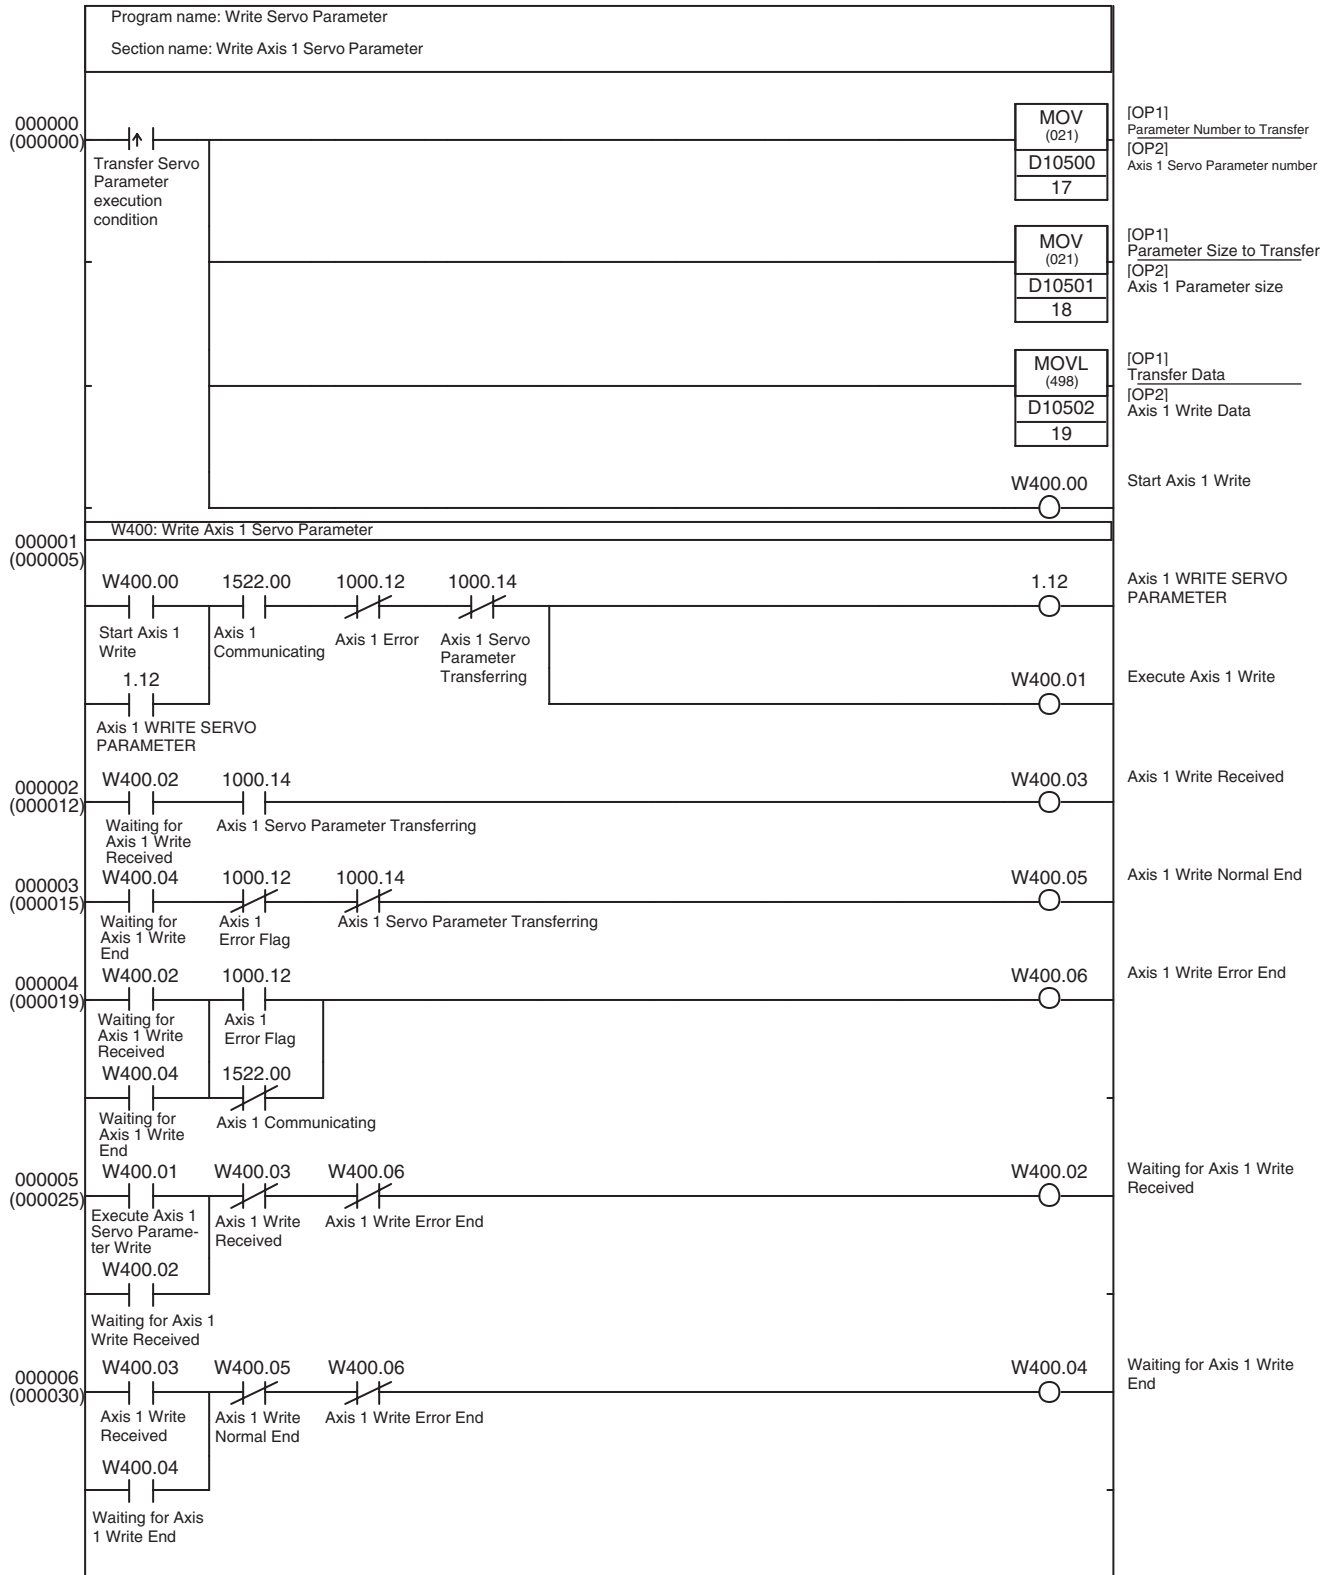 Program name: Write Servo Parameter
Section name: Write Axis 1 Servo Parameter
000000
(000000)
Transfer Servo
Parameter
execution
condition
MOV
(021)
D10500
17
[OP1]
Parameter Number to Transfer
[OP2]
Axis 1 Servo Parameter number
MOV
(021)
D10501
18
[OP1]
Parameter Size to Transfer
[OP2]
Axis 1 Parameter size
MOVL
(498)
D10502
19
[OP1]
Transfer Data
[OP2]
Axis 1 Write Data
W400.00
Start Axis 1 Write
W400: Write Axis 1 Servo Parameter
000001
(000005)
W400.00 1522.00 1000.12 1000.14 1.12
Start Axis 1
Write
Axis 1
Communicating
Axis 1 Error
Axis 1 Servo
Parameter
Transferring
Axis 1 WRITE SERVO
PARAMETER
1.12
Axis 1 WRITE SERVO
PARAMETER
W400.01
Execute Axis 1 Write
000002
(000012)
W400.02 1000.14 W400.03
Waiting for
Axis 1 Write
Received
Axis 1 Servo Parameter Transferring
Axis 1 Write Received
000003
(000015)
W400.04 1000.12 1000.14 W400.05
Waiting for
Axis 1 Write
End
Axis 1
Error Flag
Axis 1 Servo Parameter Transferring
Axis 1 Write Normal End
000004
(000019)
W400.02 1000.12 W400.06
Waiting for
Axis 1 Write
Received
Axis 1
Error Flag
Axis 1 Write Error End
W400.04 1522.00
Waiting for
Axis 1 Write
End
Axis 1 Communicating
000005
(000025)
W400.01 W400.03 W400.06 W400.02
Execute Axis 1
Servo Parame-
ter Write
Axis 1 Write
Received
Axis 1 Write Error End
Waiting for Axis 1 Write
Received
W400.02
Waiting for Axis 1
Write Received
000006
(000030)
W400.03 W400.05 W400.06 W400.04
Axis 1 Write
Received
Axis 1 Write
Normal End
Axis 1 Write Error End
Waiting for Axis 1 Write
End
W400.04
Waiting for Axis
1 Write End